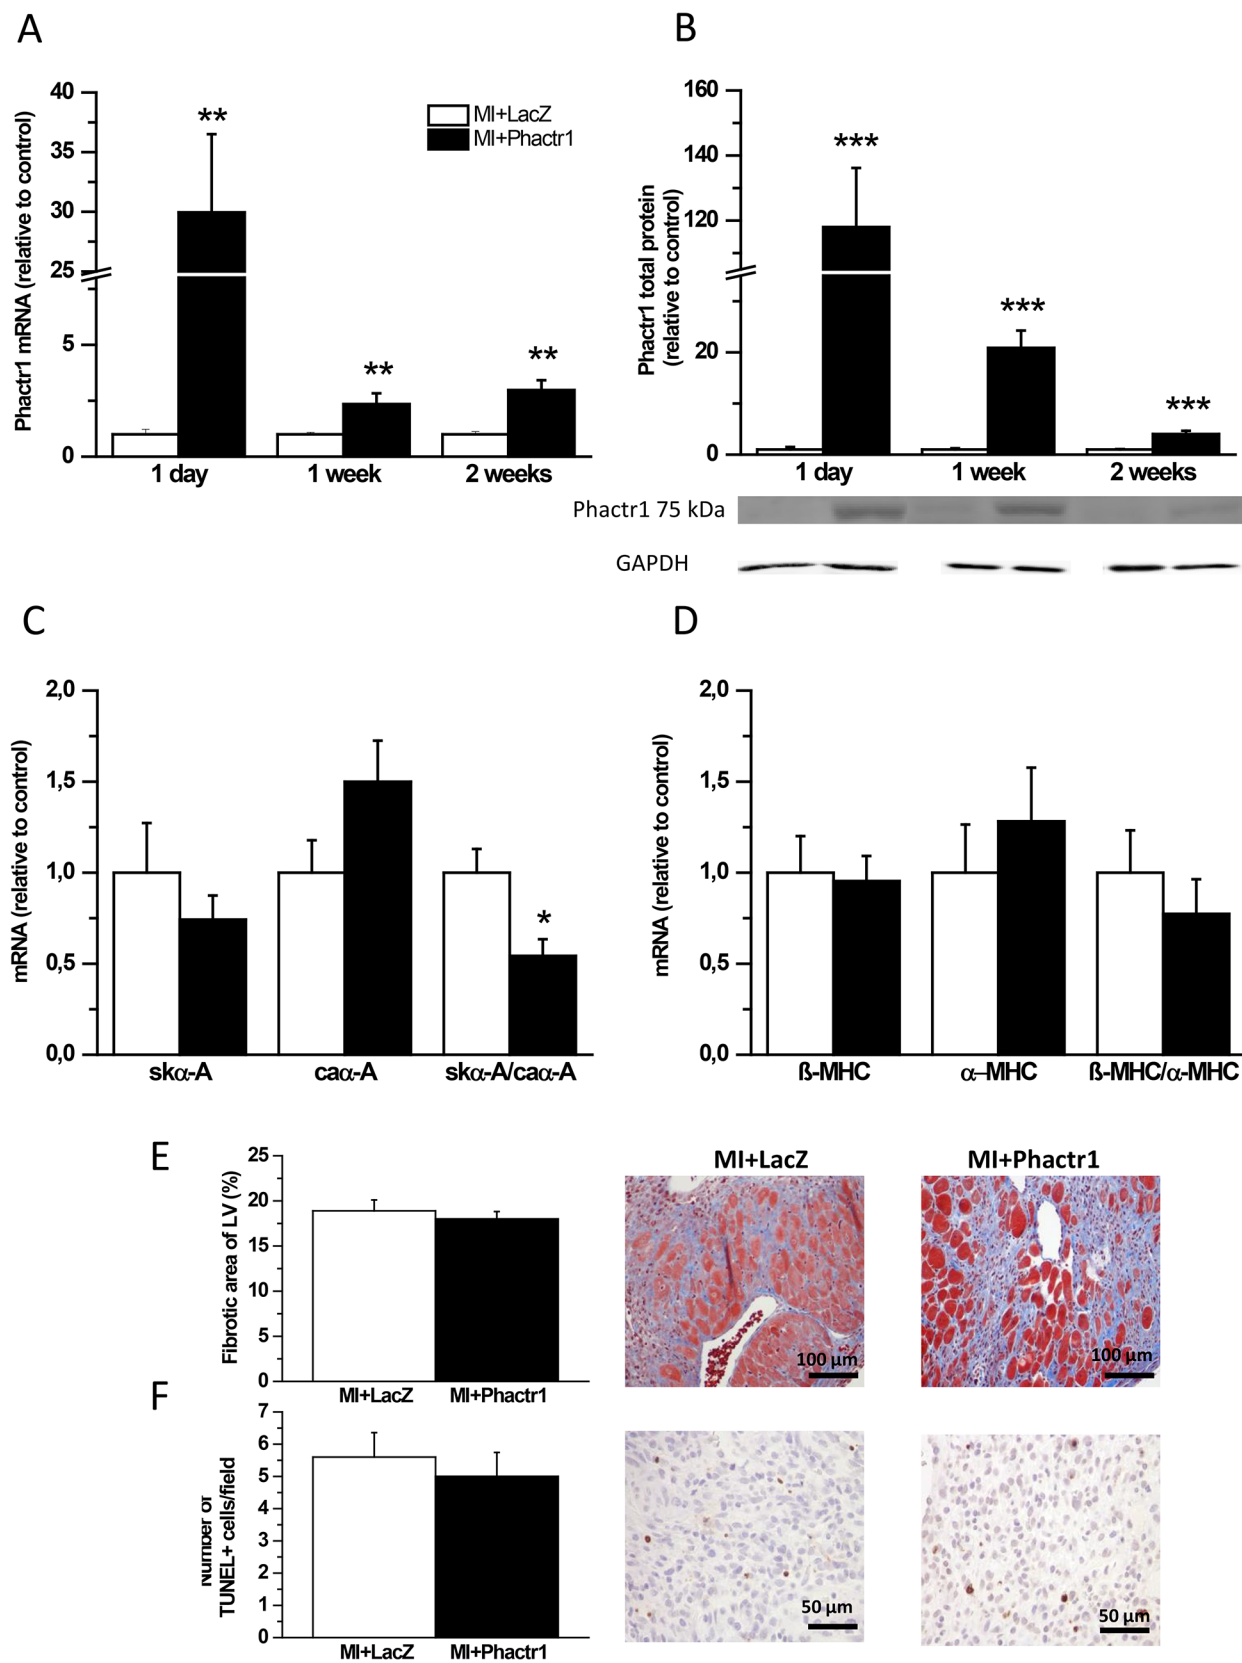 A
Phactr1 mRNA (relative to control)
40
35
30
25
5
0
**
**
**
MI+LacZ
MI+Phactr1
1 day
1 week
2 weeks
B
Phactr1 total protein
(relative to control)
160
140
120
20
0
***
***
***
1 day
1 week
2 weeks
Phactr1 75 kDa
GAPDH
C
mRNA (relative to control)
2,0
1,5
1,0
0,5
0,0
*
skα-A
caα-A
skα-A/caα-A
D
mRNA (relative to control)
2,0
1,5
1,0
0,5
0,0
ß-MHC
α–MHC
ß-MHC/α-MHC
E
Fibrotic area of LV (%)
25
20
15
10
5
0
MI+LacZ
MI+Phactr1
MI+LacZ
MI+Phactr1
100 µm
100 µm
F
Number of
TUNEL+ cells/field
7
6
5
4
3
2
1
0
MI+LacZ
MI+Phactr1
50 µm
50 µm